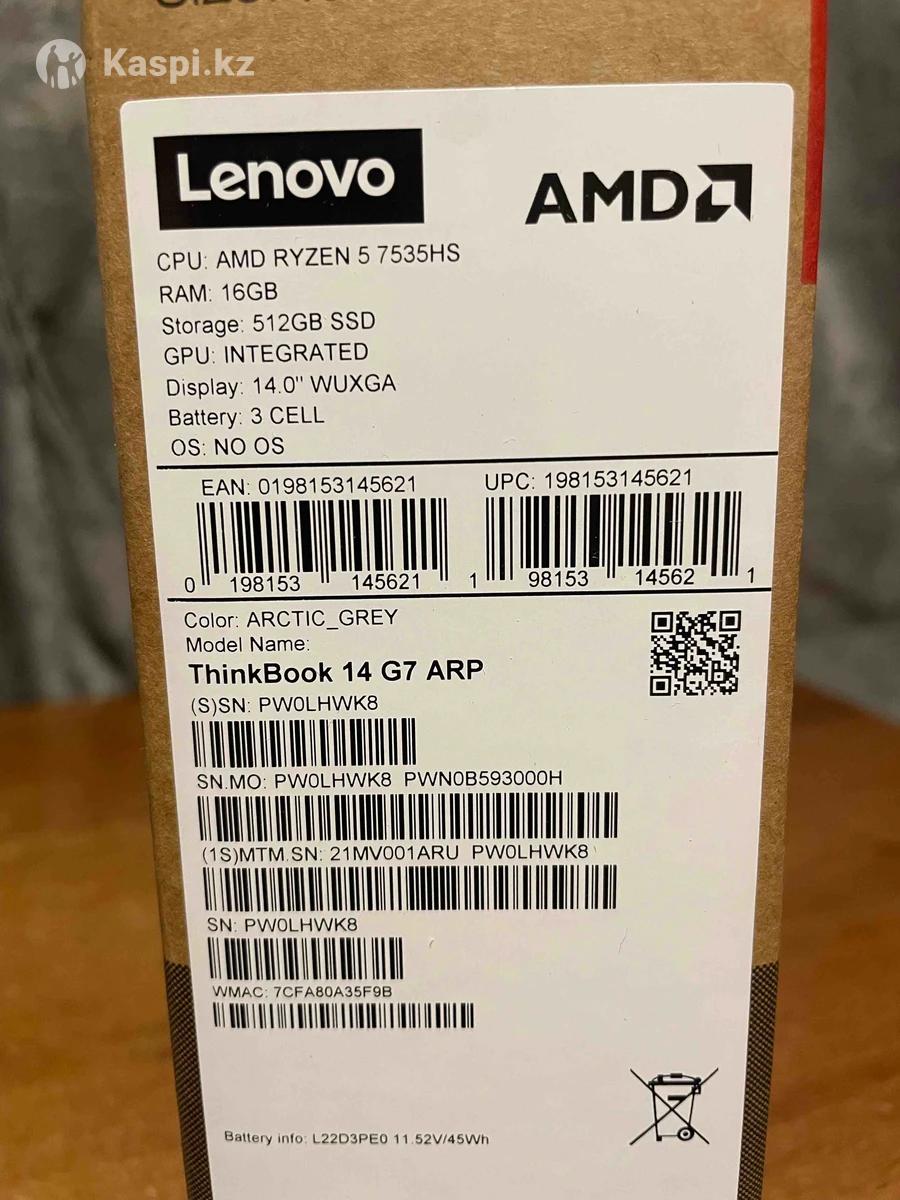 Kaspi.kz
Lenovo
AMD
CPU: AMD RYZEN 5 7535HS
RAM: 16GB
Storage: 512GB SSD
GPU: INTEGRATED
Display: 14.0" WUXGA
Battery: 3 CELL
OS: NO OS
EAN: 0198153145621
UPC: 198153145621
0 198153 145621
1 98153 14562 1
Color: ARCTIC_GREY
Model Name:
ThinkBook 14 G7 ARP
(S)SN: PW0LHWK8
SN.MO: PW0LHWK8 PWN0B593000H
(1S)MTM.SN: 21MV001ARU PW0LHWK8
SN: PW0LHWK8
WMAC: 7CFA80A35F9B
Battery info: L22D3PE0 11.52V/45Wh